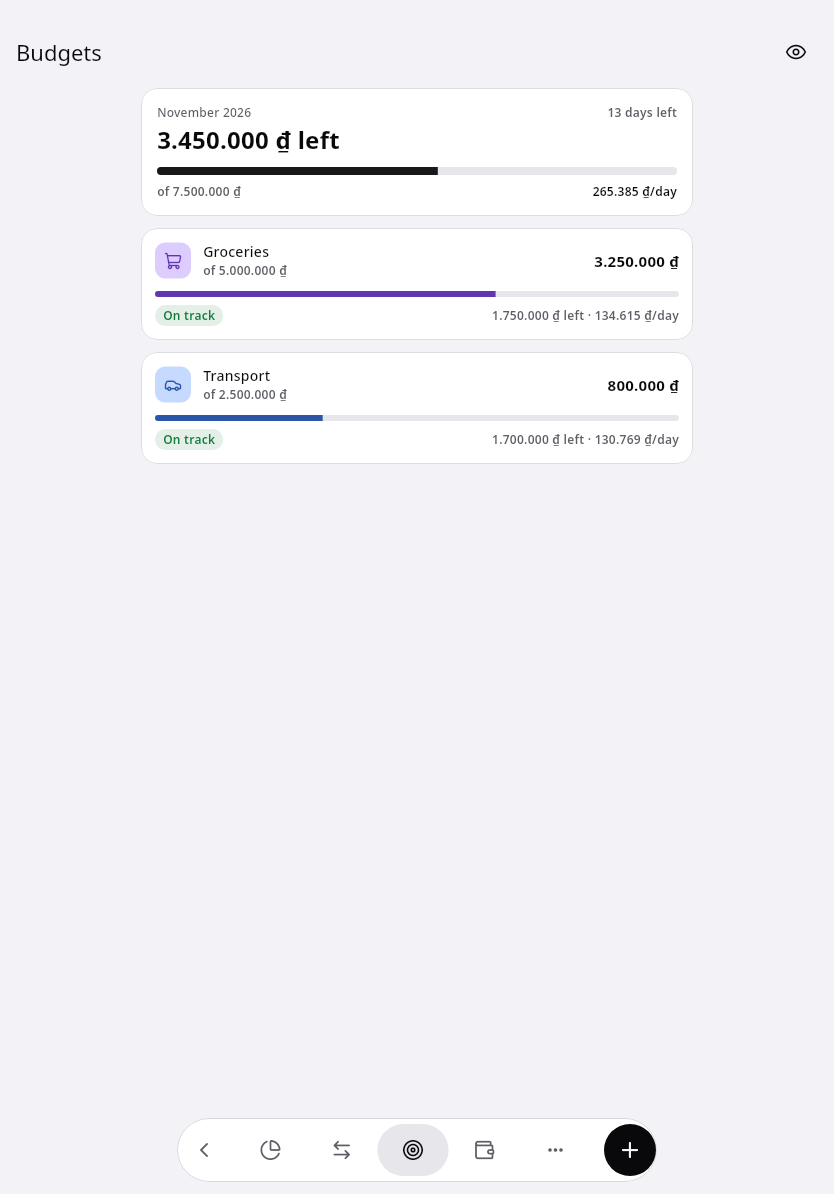 Budgets
November 2026
13 days left
3.450.000 ₫ left
of 7.500.000 ₫
265.385 ₫/day
Groceries
of 5.000.000 ₫
3.250.000 ₫
On track
1.750.000 ₫ left · 134.615 ₫/day
Transport
of 2.500.000 ₫
800.000 ₫
On track
1.700.000 ₫ left · 130.769 ₫/day